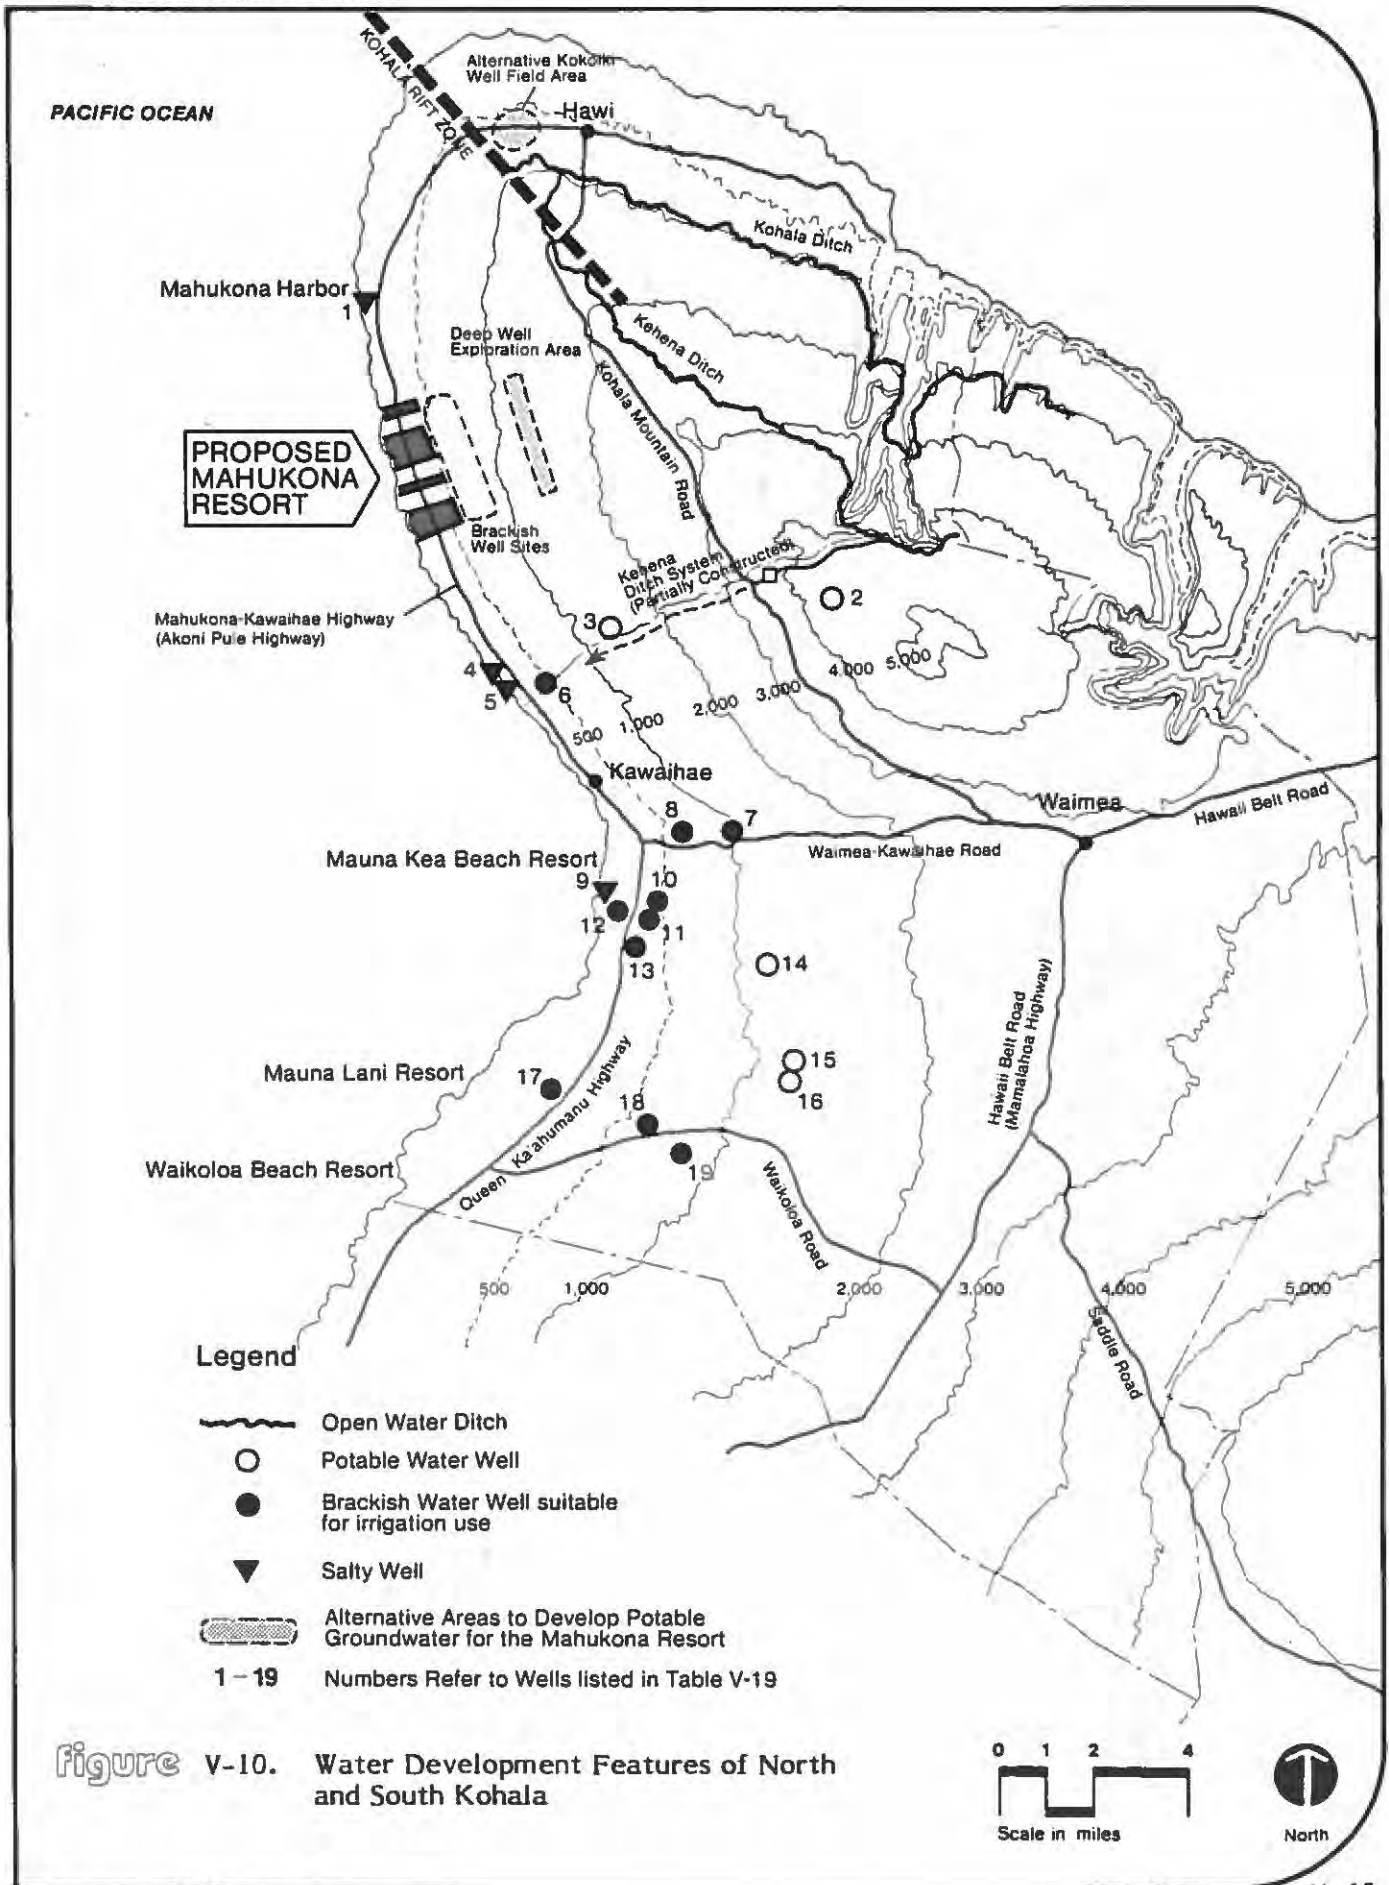 PACIFIC OCEAN
KOHALA RIFT ZONE
Alternative Kokoiki
Well Field Area
Hawi
Kohala Ditch
Mahukona Harbor
1
Deep Well
Exploration Area
Kehena Ditch
Kohala Mountain Road
PROPOSED
MAHUKONA
RESORT
Brackish
Well Sites
Kehena
Ditch System
(Partially Constructed)
2
3
Mahukona-Kawaihae Highway
(Akoni Pule Highway)
4
5
6
500
1,000
2,000
3,000
4,000
5,000
Kawaihae
8
7
Waimea
Hawaii Belt Road
Waimea-Kawaihae Road
Mauna Kea Beach Resort
9
10
12
11
13
14
Hawaii Belt Road
(Mamalahoa Highway)
15
16
Mauna Lani Resort
17
18
19
Queen Ka'ahumanu Highway
Waikoloa Beach Resort
Waikoloa Road
500
1,000
2,000
3,000
4,000
5,000
Saddle Road
Legend
Open Water Ditch
Potable Water Well
Brackish Water Well suitable
for irrigation use
Salty Well
Alternative Areas to Develop Potable
Groundwater for the Mahukona Resort
1-19 Numbers Refer to Wells listed in Table V-19
Figure V-10. Water Development Features of North
and South Kohala
0 1 2 4
Scale in miles
North